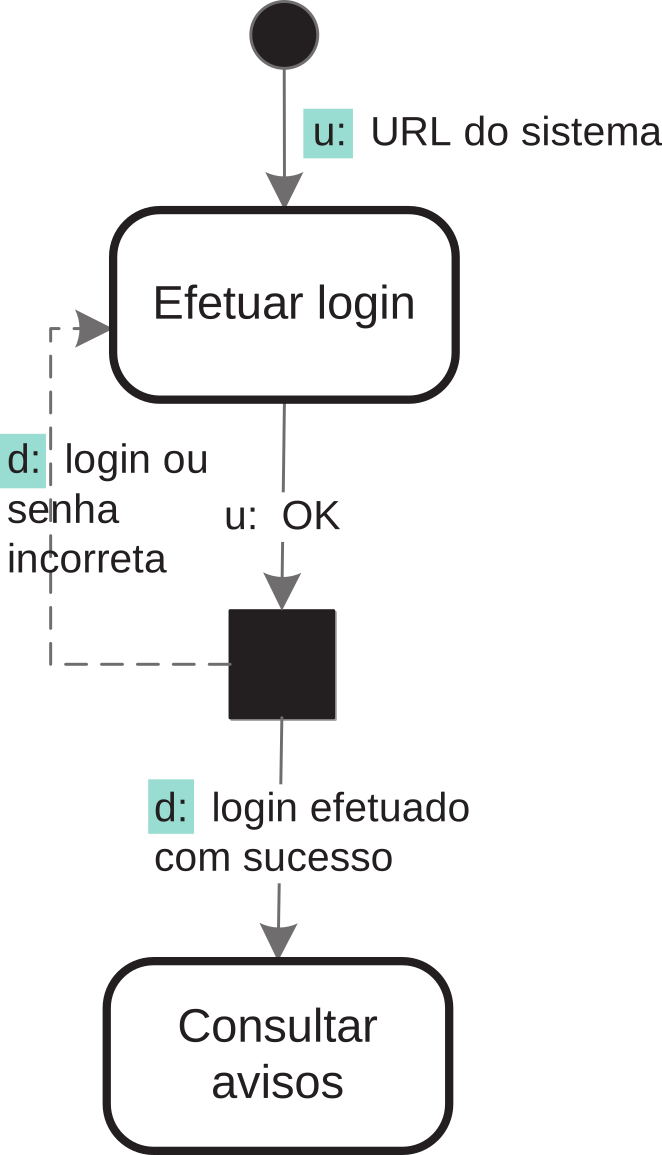 u: URL do sistema
Efetuar login
d: login ou
senha
incorreta
u: OK
d: login efetuado
com sucesso
Consultar
avisos